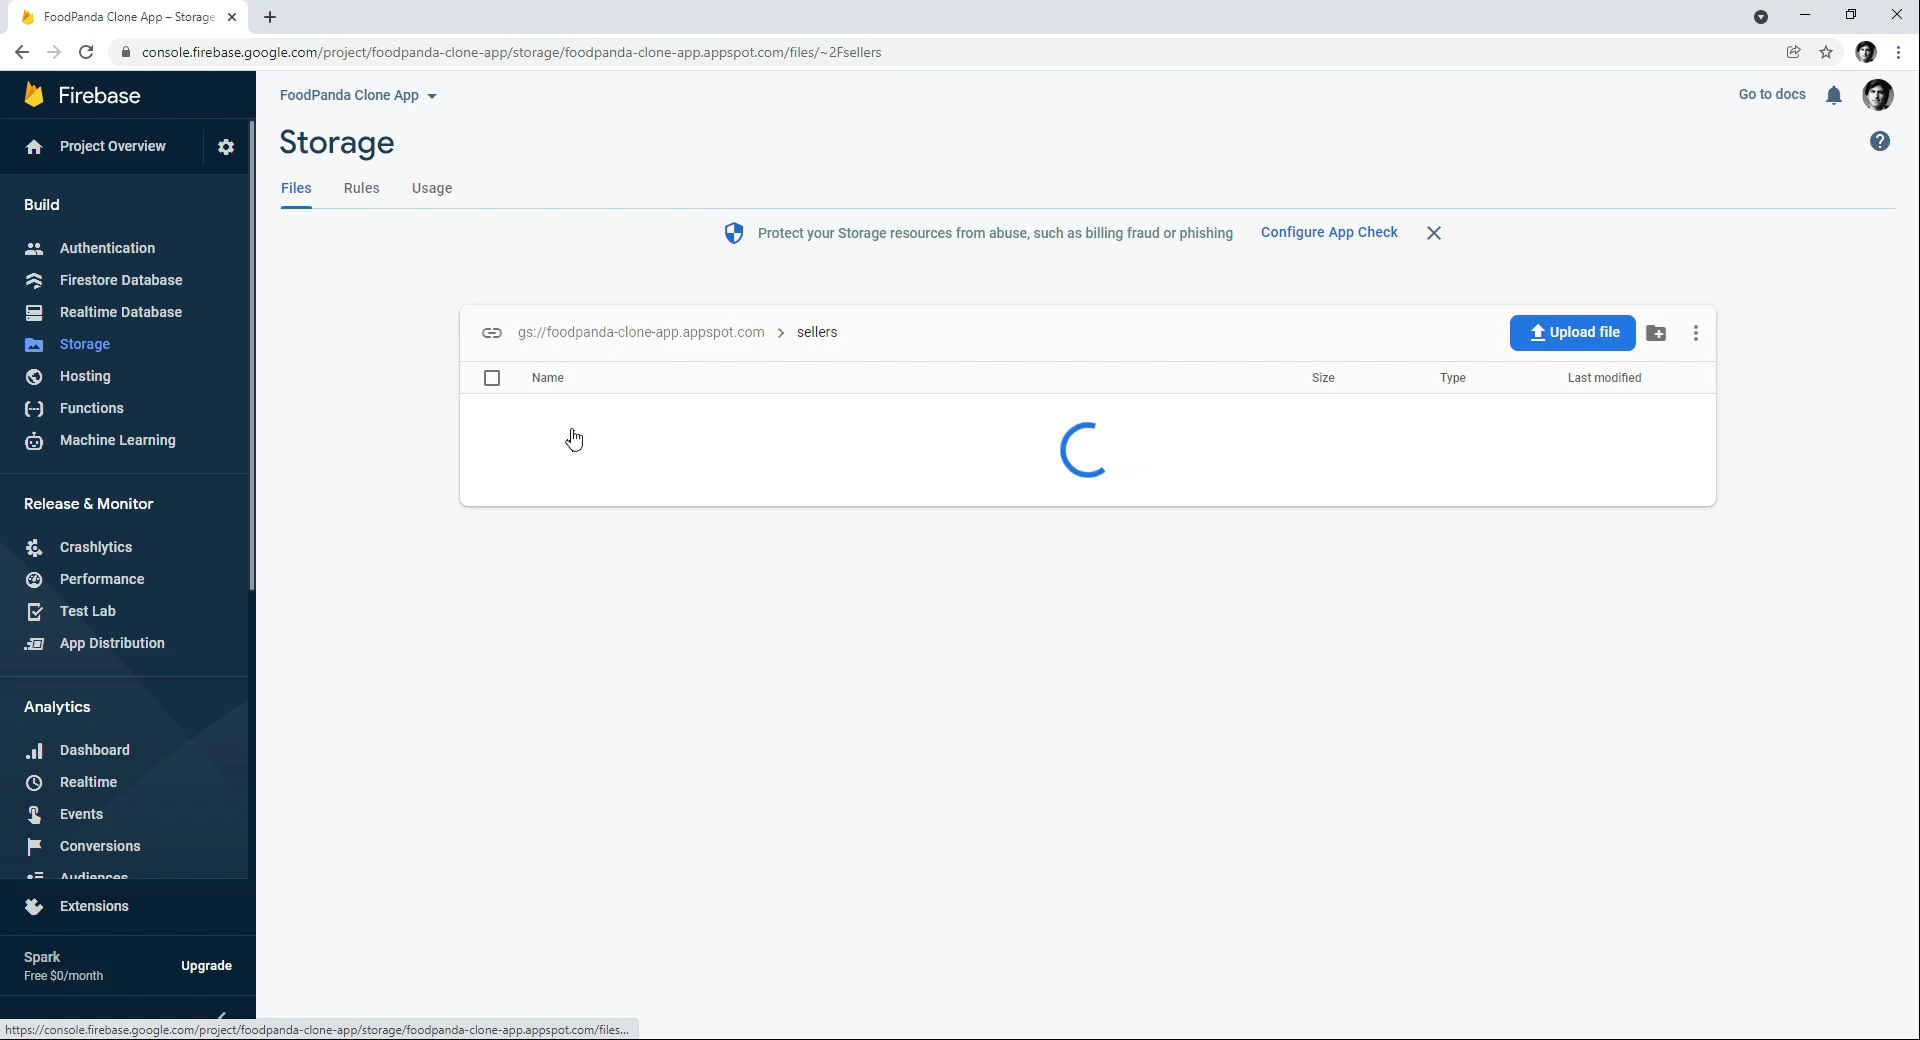 FoodPanda Clone App – Storage
console.firebase.google.com/project/foodpanda-clone-app/storage/foodpanda-clone-app.appspot.com/files/~2Fsellers
Firebase
FoodPanda Clone App
Go to docs
Project Overview
Storage
Files
Rules
Usage
Build
Protect your Storage resources from abuse, such as billing fraud or phishing
Configure App Check
Authentication
Firestore Database
Realtime Database
Storage
Hosting
Functions
Machine Learning
gs://foodpanda-clone-app.appspot.com > sellers
Upload file
Name
Size
Type
Last modified
Release & Monitor
Crashlytics
Performance
Test Lab
App Distribution
Analytics
Dashboard
Realtime
Events
Conversions
Audiences
Extensions
Spark
Free $0/month
Upgrade
https://console.firebase.google.com/project/foodpanda-clone-app/storage/foodpanda-clone-app.appspot.com/files...